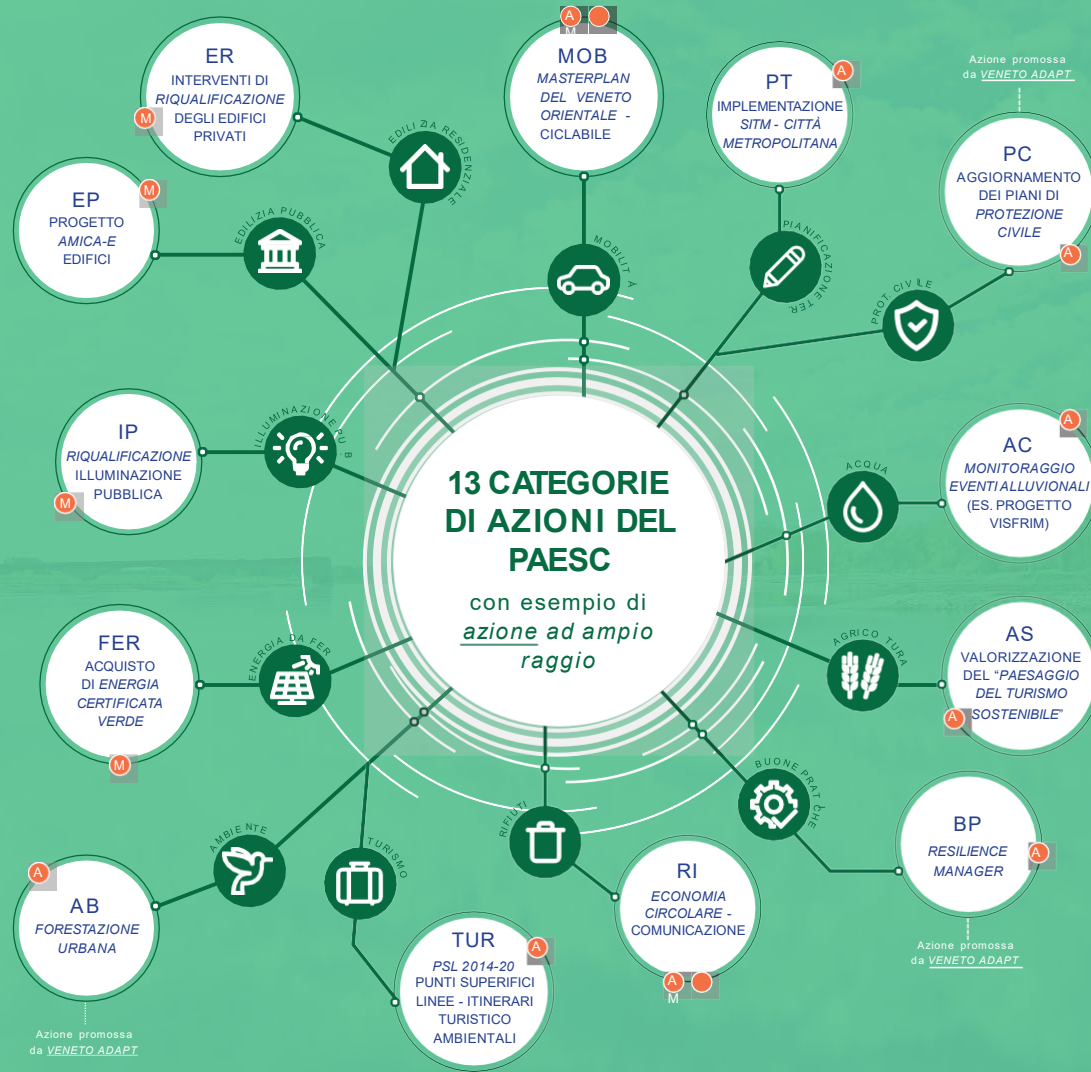 ER
INTERVENTI DI
RIQUALIFICAZIONE
DEGLI EDIFICI
PRIVATI
M
EDILIZIA RESIDENZIALE
A
M
MOB
MASTERPLAN
DEL VENETO
ORIENTALE -
CICLABILE
MOBILITÀ
A
PT
IMPLEMENTAZIONE
SITM - CITTÀ
METROPOLITANA
PIANIFICAZIONE TER.
Azione promossa
da VENETO ADAPT
PC
AGGIORNAMENTO
DEI PIANI DI
PROTEZIONE
CIVILE
A
PROT. CIVILE
M
EP
PROGETTO
AMICA-E
EDIFICI
EDILIZIA PUBBLICA
IP
RIQUALIFICAZIONE
ILLUMINAZIONE
PUBBLICA
M
ILLUMINAZIONE PU B
13 CATEGORIE
DI AZIONI DEL
PAESC
con esempio di
azione ad ampio
raggio
ACQUA
A
AC
MONITORAGGIO
EVENTI ALLUVIONALI
(ES. PROGETTO
VISFRIM)
FER
ACQUISTO
DI ENERGIA
CERTIFICATA
VERDE
M
ENERGIA DA FER
AGRICO TURA
AS
VALORIZZAZIONE
DEL "PAESAGGIO
DEL TURISMO
SOSTENIBILE"
A
A
AB
FORESTAZIONE
URBANA
Azione promossa
da VENETO ADAPT
AMBIENTE
TURISMO
A
TUR
PSL 2014-20
PUNTI SUPERIFICI
LINEE - ITINERARI
TURISTICO
AMBIENTALI
RIFIUTI
RI
ECONOMIA
CIRCOLARE -
COMUNICAZIONE
A
M
BUONE PRATICHE
BP
RESILIENCE
MANAGER
A
Azione promossa
da VENETO ADAPT